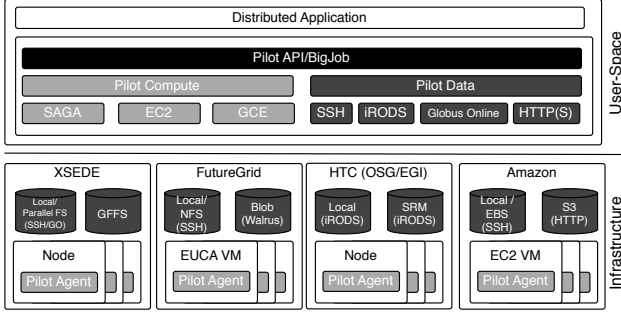 Distributed Application
Pilot API/BigJob
Pilot Compute
Pilot Data
SAGA
EC2
GCE
SSH
iRODS
Globus Online
HTTP(S)
User-Space
XSEDE
Local/
Parallel FS
(SSH/GO)
GFFS
Node
Pilot Agent
FutureGrid
Local/
NFS
(SSH)
Blob
(Walrus)
EUCA VM
Pilot Agent
HTC (OSG/EGI)
Local
(iRODS)
SRM
(iRODS)
Node
Pilot Agent
Amazon
Local /
EBS
(SSH)
S3
(HTTP)
EC2 VM
Pilot Agent
Infrastructure